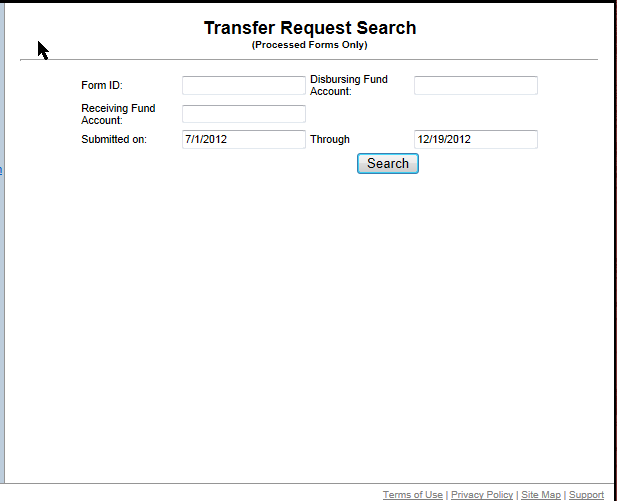 Transfer Request Search
(Processed Forms Only)
Form ID:
Disbursing Fund
Account:
Receiving Fund
Account:
Submitted on: 7/1/2012 Through 12/19/2012
Search
Terms of Use | Privacy Policy | Site Map | Support